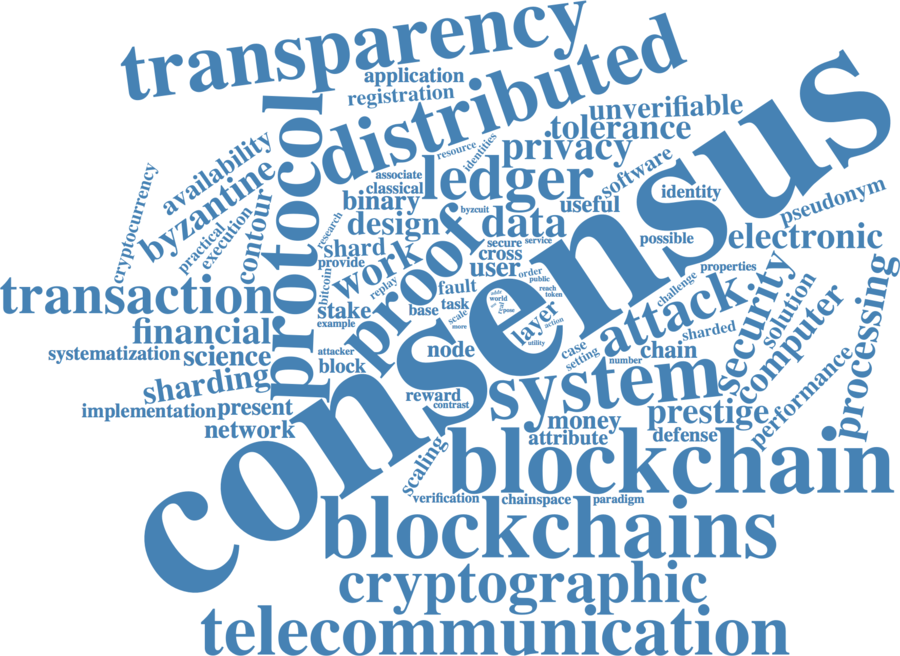 transparency
application
registration
distributed
unverifiable
tolerance
protocol
availability
byzantine
cryptocurrency
practical
execution
contour
resource
identities
associate
classical
binary
ledger
privacy
software
useful
identity
pseudonym
research
design
data
byzcuit
consensus
shard
provide
work
proof
secure
service
cross
user
possible
electronic
bitcoin
replay
fault
order
public
reach
token
world
properties
challenge
transaction
stake
example
base
task
scale
more
layer
action
utility
attack
security
solution
computer
processing
financial
systematization
science
attacker
block
node
case
setting
number
chain
sharded
sharding
implementation
present
network
reward
contrast
system
money
attribute
prestige
defense
performance
scaling
blockchain
verification
chainspace
paradigm
blockchains
cryptographic
telecommunication